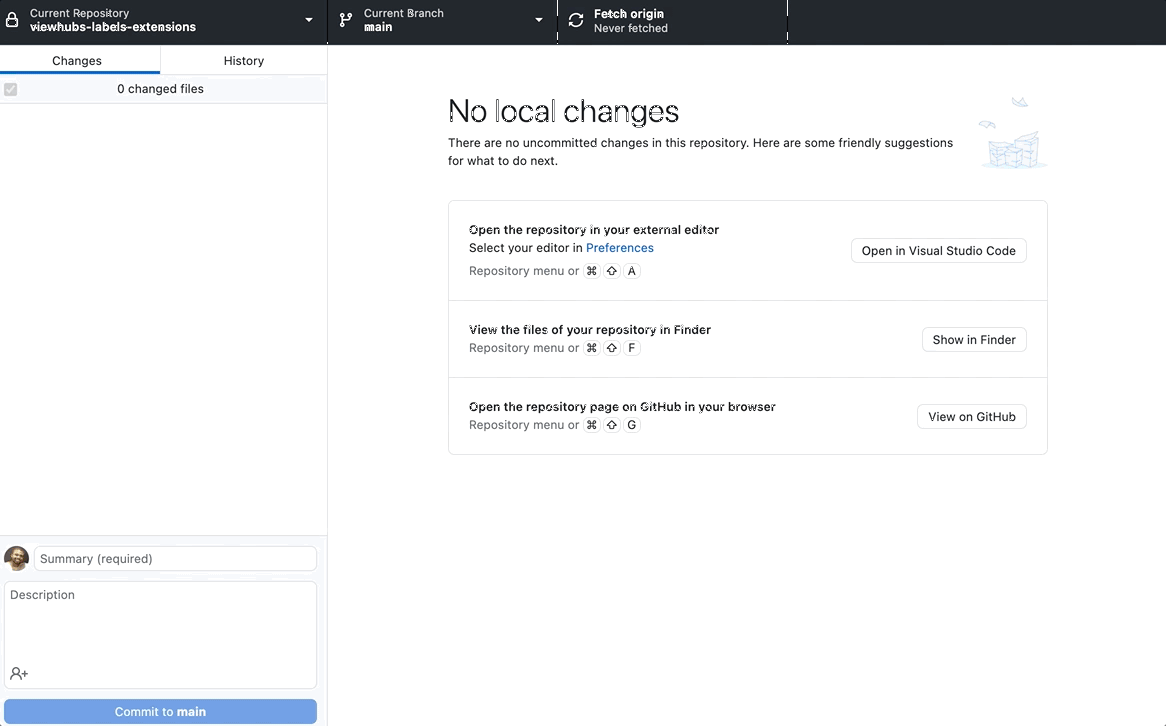 Current Repository
viewhubs-labels-extensions
Current Branch
main
Fetch origin
Never fetched
Changes
History
0 changed files
No local changes
There are no uncommitted changes in this repository. Here are some friendly suggestions
for what to do next.
Open the repository in your external editor
Select your editor in Preferences
Repository menu or ⌘ ⇧ A
Open in Visual Studio Code
View the files of your repository in Finder
Repository menu or ⌘ ⇧ F
Show in Finder
Open the repository page on GitHub in your browser
Repository menu or ⌘ ⇧ G
View on GitHub
Summary (required)
Description
Commit to main